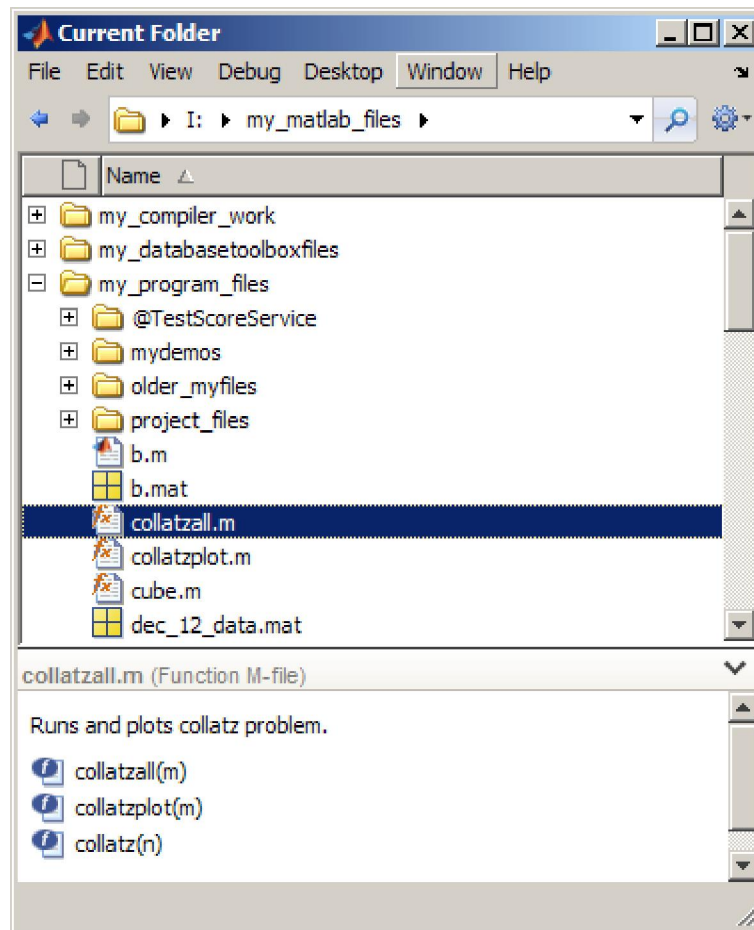 Current Folder
File Edit View Debug Desktop Window Help
I: my_matlab_files
Name
my_compiler_work
my_databasetoolboxfiles
my_program_files
@TestScoreService
mydemos
older_myfiles
project_files
b.m
b.mat
collatzall.m
collatzplot.m
cube.m
dec_12_data.mat
collatzall.m (Function M-file)
Runs and plots collatz problem.
collatzall(m)
collatzplot(m)
collatz(n)